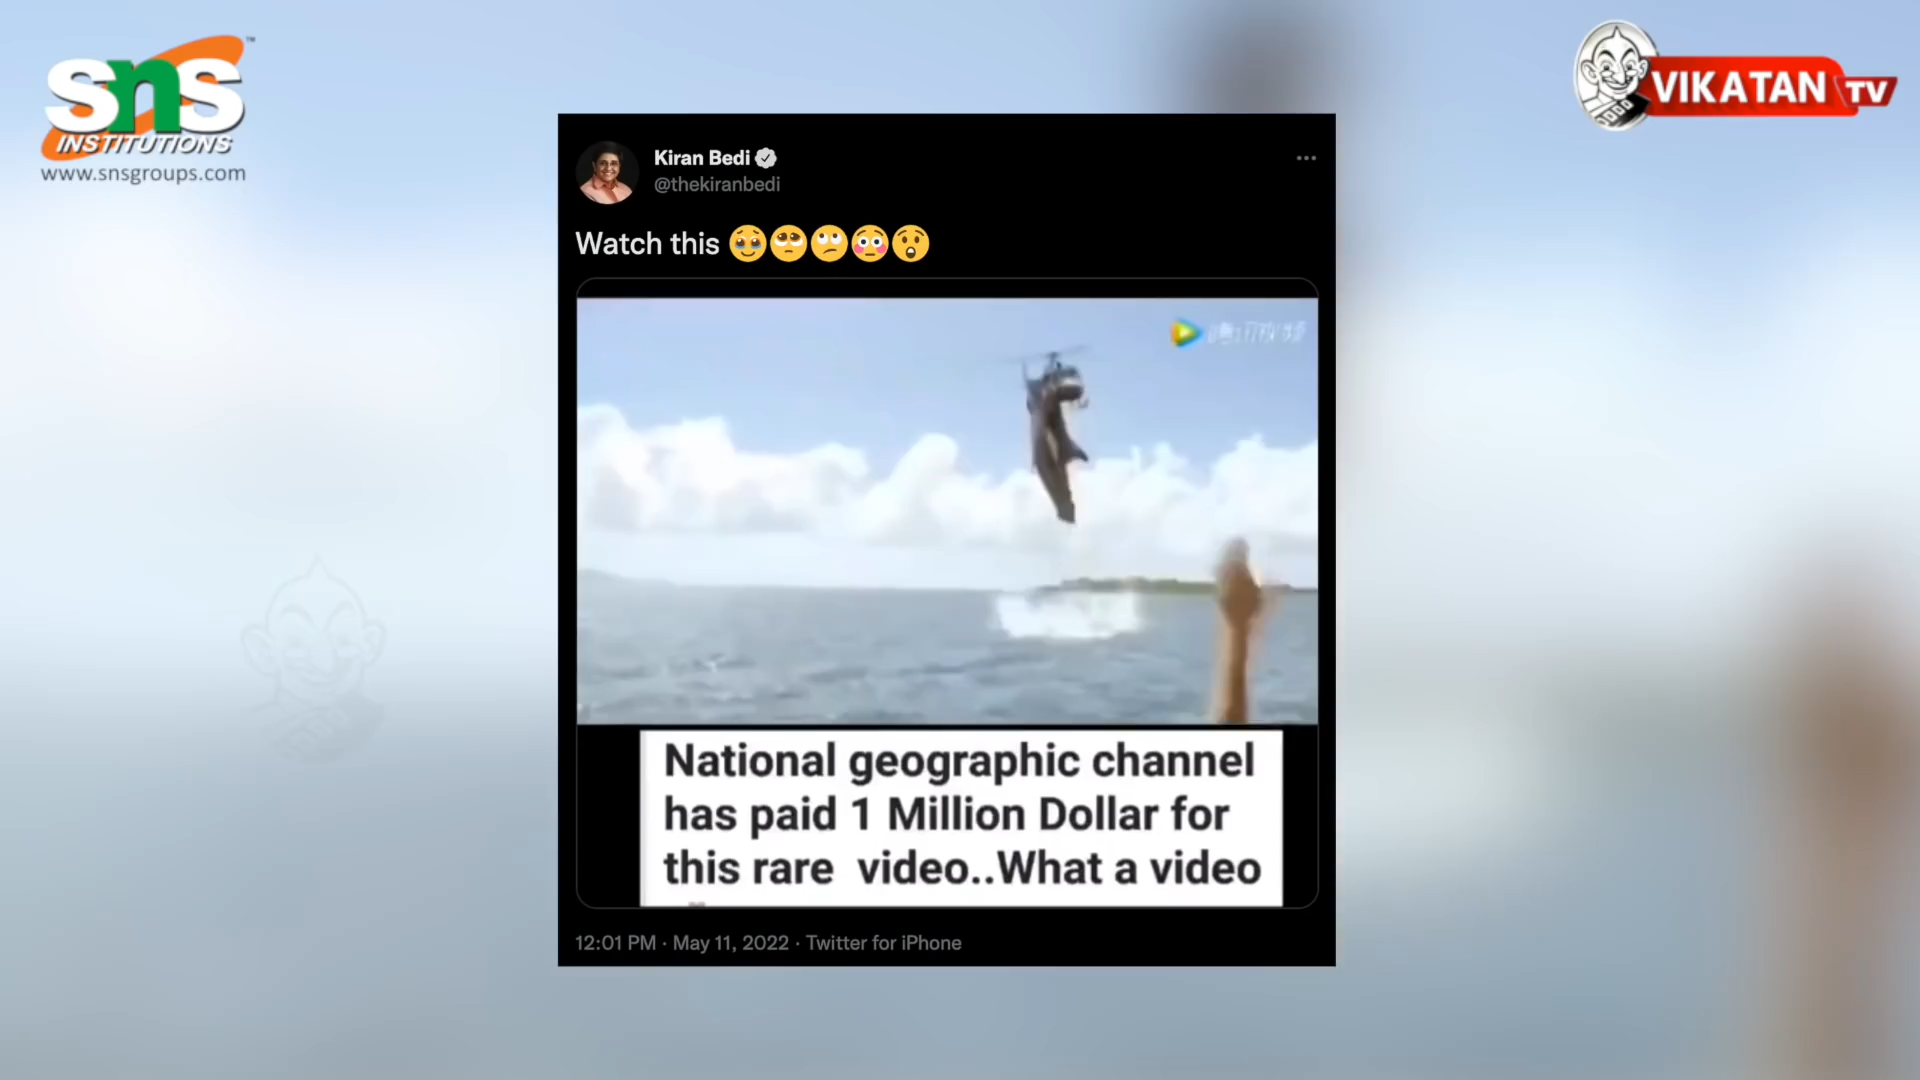 sns
INSTITUTIONS
™
www.snsgroups.com
VIKATAN TV
Kiran Bedi
@thekiranbedi
Watch this 🥹🥺🙄😳😲
National geographic channel
has paid 1 Million Dollar for
this rare video..What a video
12:01 PM · May 11, 2022 · Twitter for iPhone